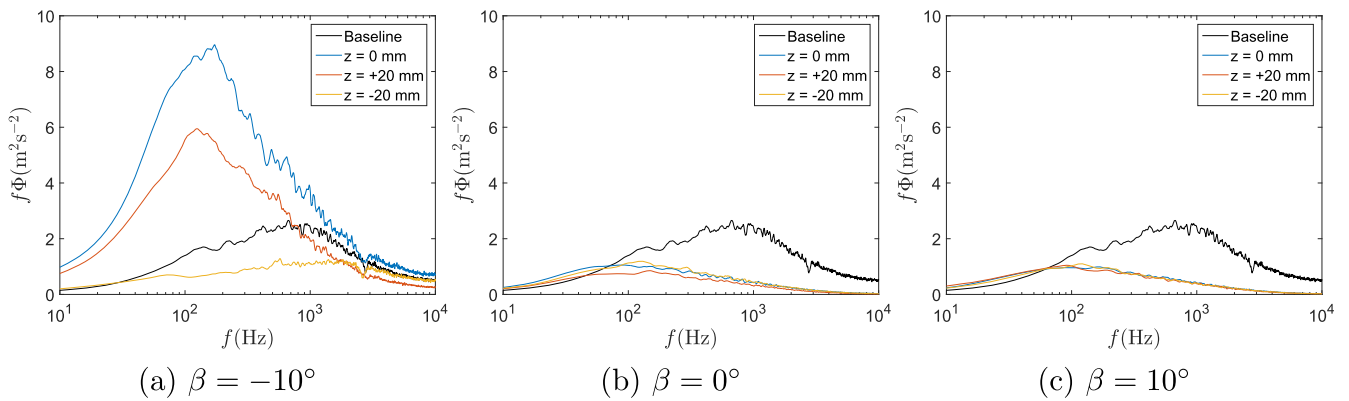 10
8
6
4
2
0
fΦ(m²s⁻²)
Baseline
z = 0 mm
z = +20 mm
z = -20 mm
10¹ 10² 10³ 10⁴
f(Hz)
(a) β = −10°
10
8
6
4
2
0
fΦ(m²s⁻²)
Baseline
z = 0 mm
z = +20 mm
z = -20 mm
10¹ 10² 10³ 10⁴
f(Hz)
(b) β = 0°
10
8
6
4
2
0
fΦ(m²s⁻²)
Baseline
z = 0 mm
z = +20 mm
z = -20 mm
10¹ 10² 10³ 10⁴
f(Hz)
(c) β = 10°